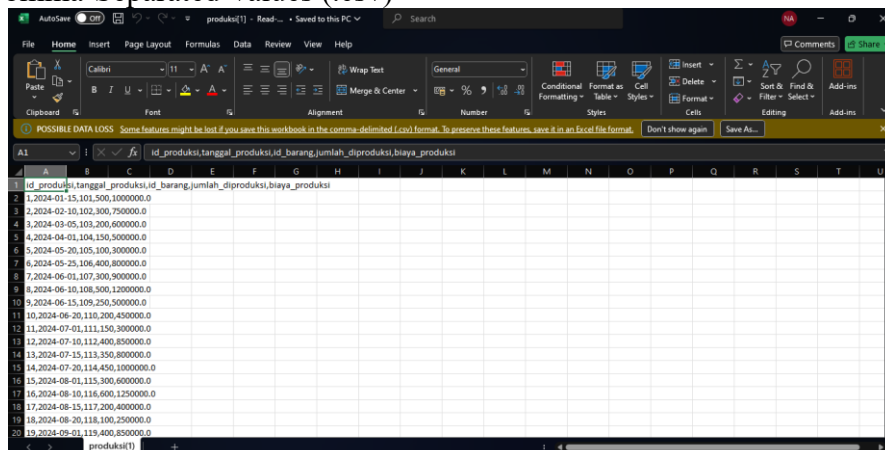 AutoSave Off produksi[1] - Read-... • Saved to this PC Search NA
File Home Insert Page Layout Formulas Data Review View Help Comments Share
Calibri 11 A A Wrap Text General Insert
Paste B I U Merge & Center % 9 Conditional Format as Cell Delete Sort & Find & Add-ins
Formatting Table Styles Format Filter Select
Clipboard Font Alignment Number Styles Cells Editing Add-ins
POSSIBLE DATA LOSS Some features might be lost if you save this workbook in the comma-delimited (.csv) format. To preserve these features, save it in an Excel file format. Don't show again Save As...
A1 fx id_produksi,tanggal_produksi,id_barang,jumlah_diproduksi,biaya_produksi
A B C D E F G H I J K L M N O P Q R S T U
1 id_produksi,tanggal_produksi,id_barang,jumlah_diproduksi,biaya_produksi
2 1,2024-01-15,101,500,1000000.0
3 2,2024-02-10,102,300,750000.0
4 3,2024-03-05,103,200,600000.0
5 4,2024-04-01,104,150,500000.0
6 5,2024-05-20,105,100,300000.0
7 6,2024-05-25,106,400,800000.0
8 7,2024-06-01,107,300,900000.0
9 8,2024-06-10,108,500,1200000.0
10 9,2024-06-15,109,250,500000.0
11 10,2024-06-20,110,200,450000.0
12 11,2024-07-01,111,150,300000.0
13 12,2024-07-10,112,400,850000.0
14 13,2024-07-15,113,350,800000.0
15 14,2024-07-20,114,450,1000000.0
16 15,2024-08-01,115,300,600000.0
17 16,2024-08-10,116,600,1250000.0
18 17,2024-08-15,117,200,400000.0
19 18,2024-08-20,118,100,250000.0
20 19,2024-09-01,119,400,850000.0
produksi(1)